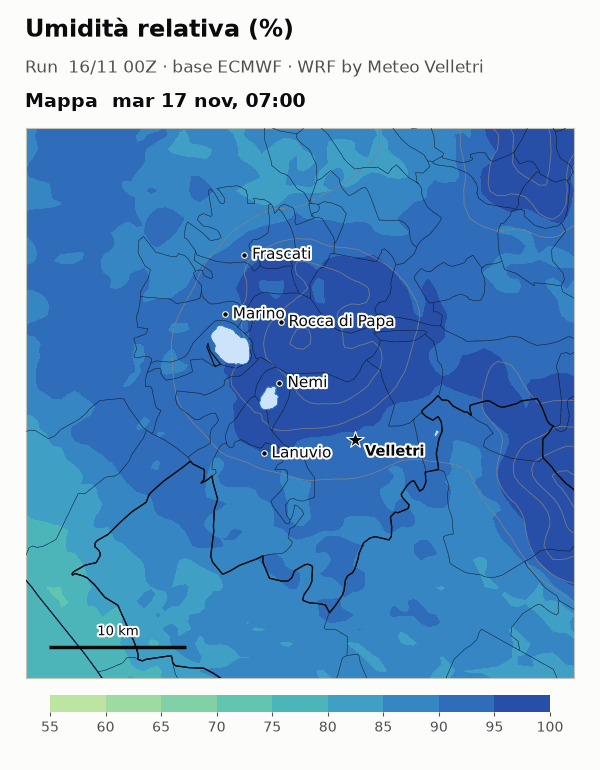 Umidità relativa (%)
Run  16/11 00Z · base ECMWF · WRF by Meteo Velletri
Mappa  mar 17 nov, 07:00
Frascati
Marino
Rocca di Papa
Nemi
Velletri
Lanuvio
10 km
55 60 65 70 75 80 85 90 95 100